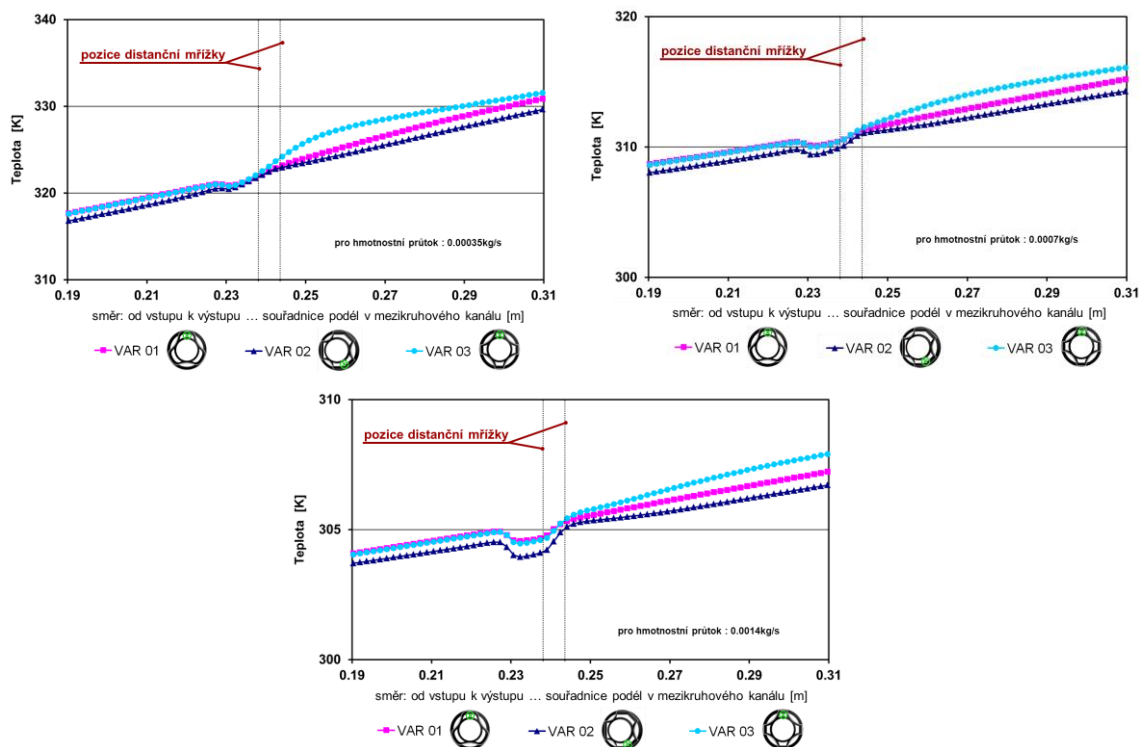 340
330
320
310
Teplota [K]
pozice distanční mřížky
pro hmotnostní průtok : 0.00035kg/s
0.19 0.21 0.23 0.25 0.27 0.29 0.31
směr: od vstupu k výstupu ... souřadnice podél v mezikruhového kanálu [m]
VAR 01 VAR 02 VAR 03
320
310
300
Teplota [K]
pozice distanční mřížky
pro hmotnostní průtok : 0.0007kg/s
0.19 0.21 0.23 0.25 0.27 0.29 0.31
směr: od vstupu k výstupu ... souřadnice podél v mezikruhového kanálu [m]
VAR 01 VAR 02 VAR 03
310
305
300
Teplota [K]
pozice distanční mřížky
pro hmotnostní průtok : 0.0014kg/s
0.19 0.21 0.23 0.25 0.27 0.29 0.31
směr: od vstupu k výstupu ... souřadnice podél v mezikruhového kanálu [m]
VAR 01 VAR 02 VAR 03